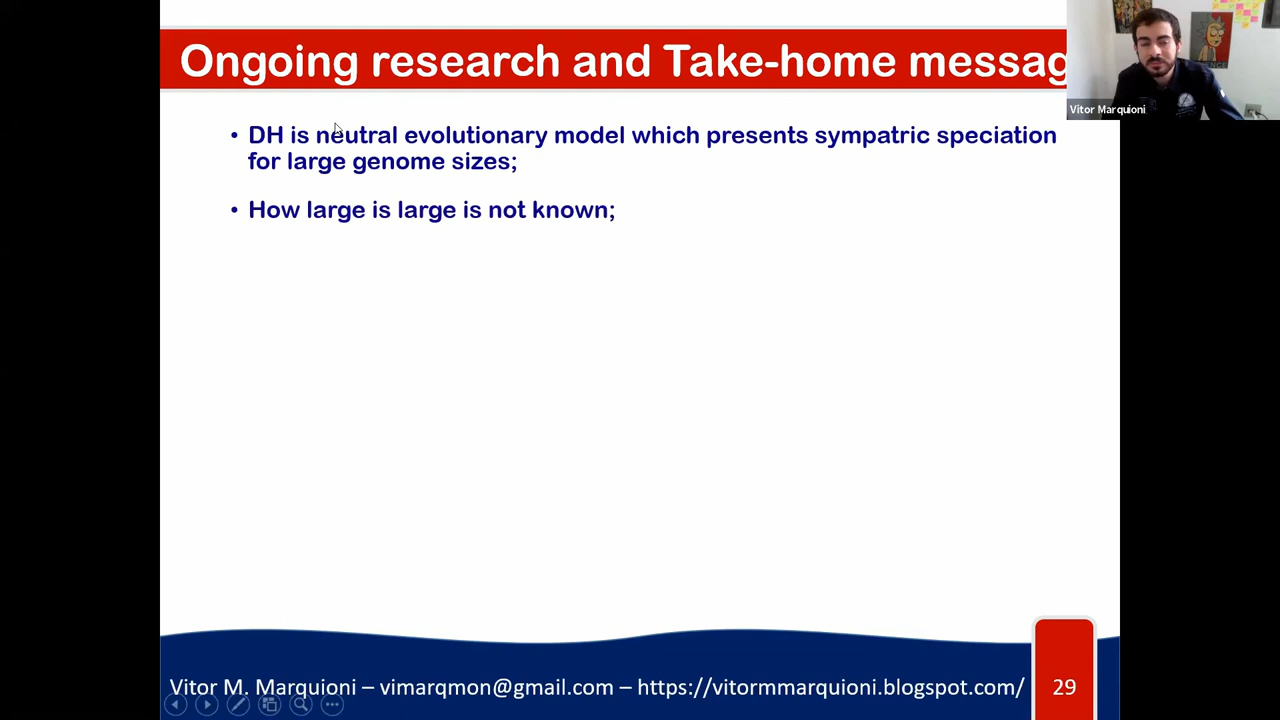 Ongoing research and Take-home messag
• DH is neutral evolutionary model which presents sympatric speciation
for large genome sizes;
• How large is large is not known;
Vitor Marquioni
Vitor M. Marquioni – vimarqmon@gmail.com – https://vitormmarquioni.blogspot.com/
29